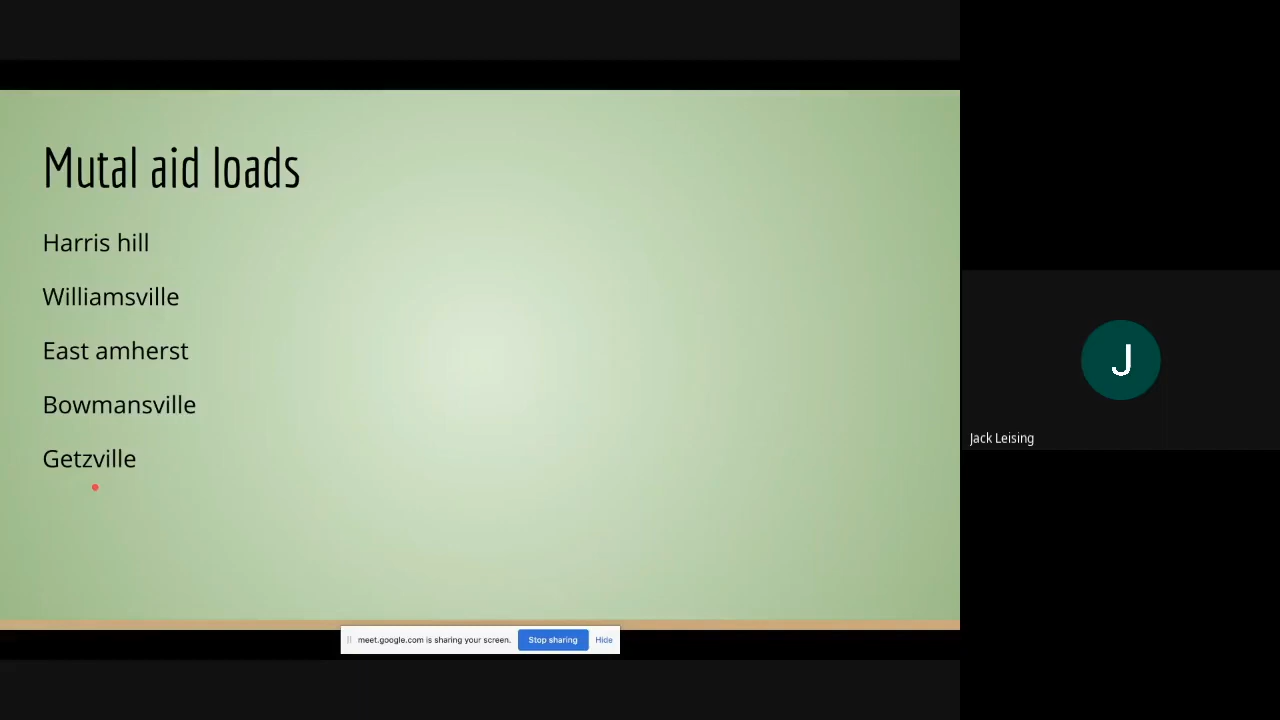 Mutal aid loads
Harris hill
Williamsville
East amherst
Bowmansville
Getzville
J
Jack Leising
meet.google.com is sharing your screen. Stop sharing Hide